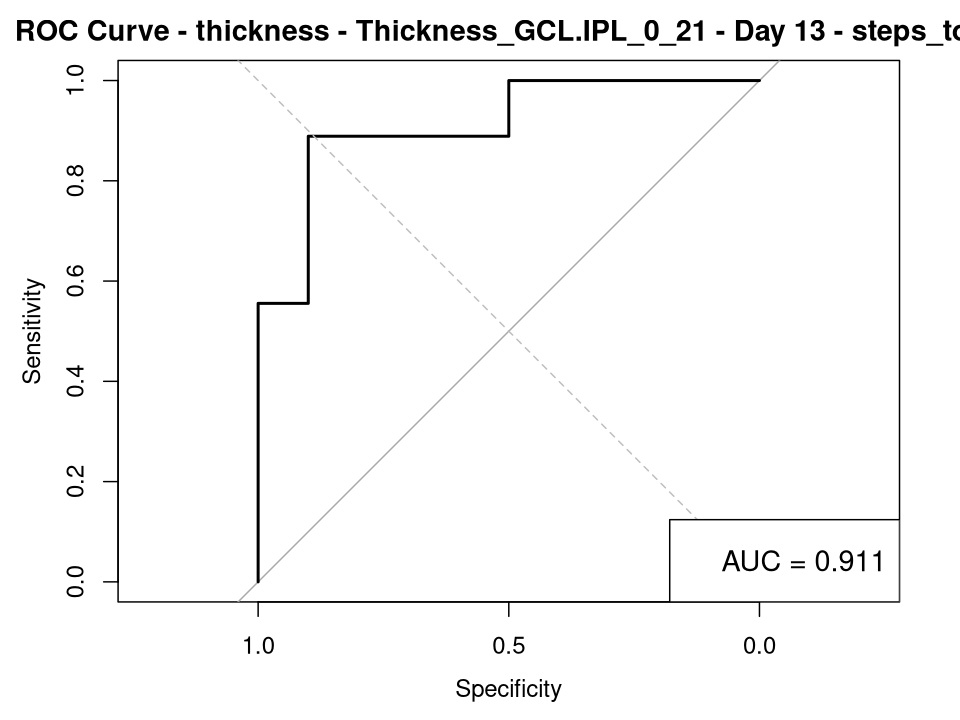 ROC Curve - thickness - Thickness_GCL.IPL_0_21 - Day 13 - steps_to
1.0
0.8
0.6
0.4
0.2
0.0
Sensitivity
AUC = 0.911
1.0 0.5 0.0
Specificity